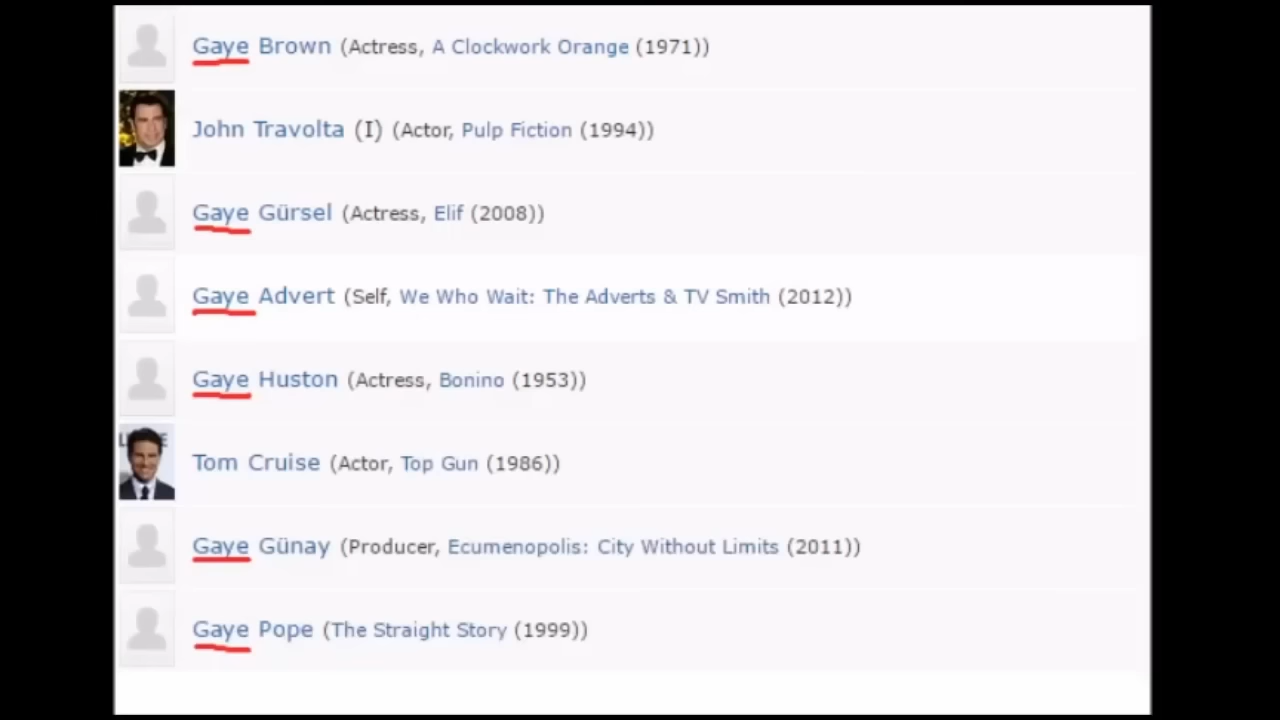 Gaye Brown (Actress, A Clockwork Orange (1971))
John Travolta (I) (Actor, Pulp Fiction (1994))
Gaye Gürsel (Actress, Elif (2008))
Gaye Advert (Self, We Who Wait: The Adverts & TV Smith (2012))
Gaye Huston (Actress, Bonino (1953))
Tom Cruise (Actor, Top Gun (1986))
Gaye Günay (Producer, Ecumenopolis: City Without Limits (2011))
Gaye Pope (The Straight Story (1999))